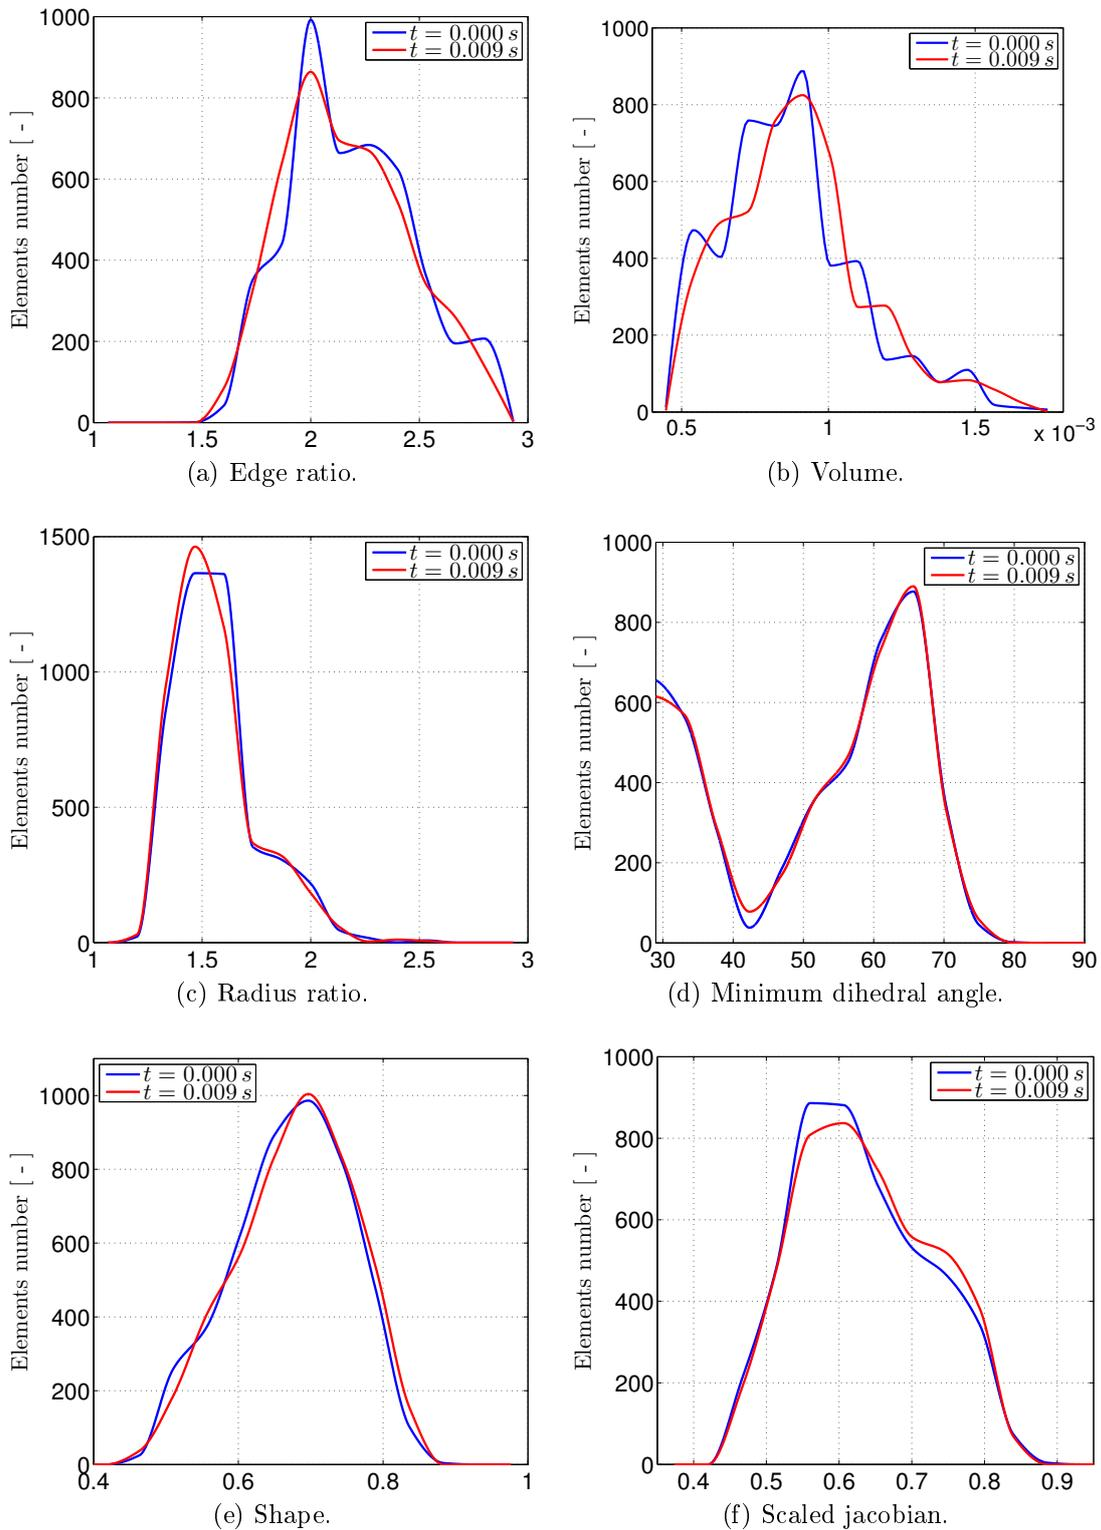 1000
800
600
400
200
0
Elements number [ - ]
t = 0.000 s
t = 0.009 s
1 1.5 2 2.5 3
(a) Edge ratio.
1000
800
600
400
200
0
Elements number [ - ]
t = 0.000 s
t = 0.009 s
0.5 1 1.5
x 10⁻³
(b) Volume.
1500
1000
500
0
Elements number [ - ]
t = 0.000 s
t = 0.009 s
1 1.5 2 2.5 3
(c) Radius ratio.
1000
800
600
400
200
0
Elements number [ - ]
t = 0.000 s
t = 0.009 s
30 40 50 60 70 80 90
(d) Minimum dihedral angle.
1000
800
600
400
200
0
Elements number [ - ]
t = 0.000 s
t = 0.009 s
0.4 0.6 0.8 1
(e) Shape.
1000
800
600
400
200
0
Elements number [ - ]
t = 0.000 s
t = 0.009 s
0.4 0.5 0.6 0.7 0.8 0.9
(f) Scaled jacobian.